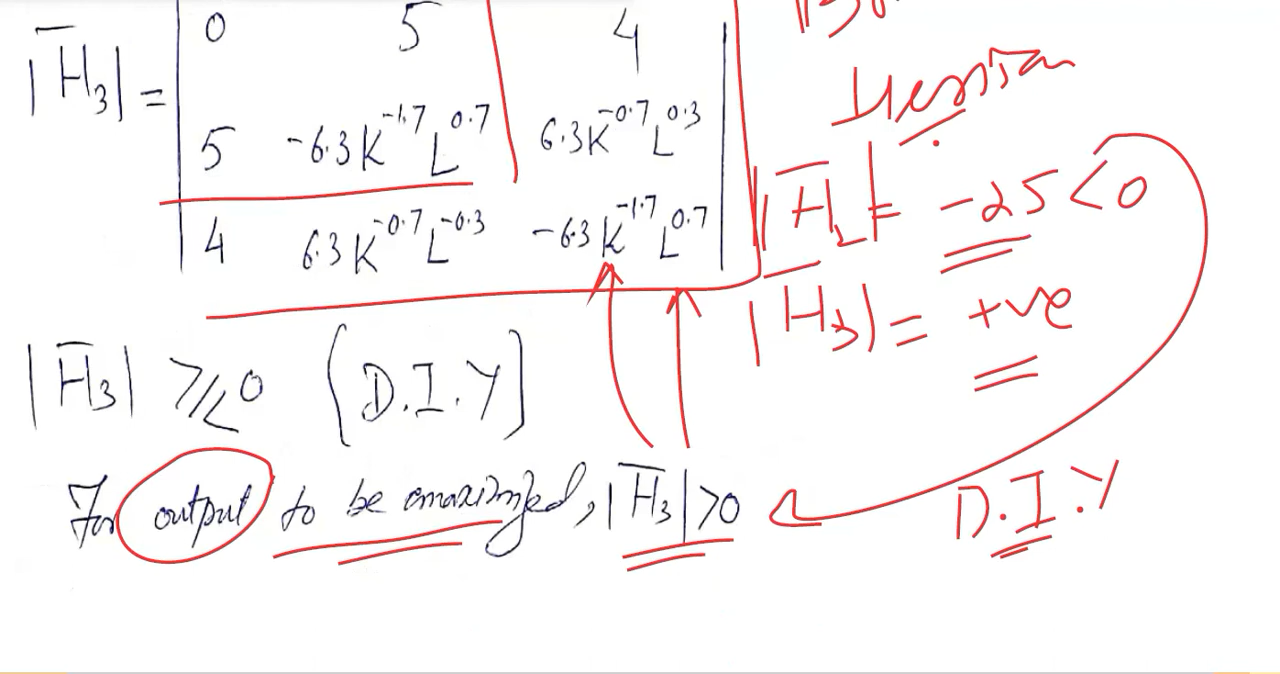 0 5 4
|H̅₃| =
5 -6.3K^-1.7 L^0.7 6.3K^-0.7 L^0.3
4 6.3K^-0.7 L^-0.3 -6.3K^-1.7 L^0.7
Hessian
|H̅₂| = -25 < 0
|H̅₃| = +ve
|H̅₃| ⋛ 0 [D.I.Y]
For output to be maximized, |H̅₃| > 0
D.I.Y